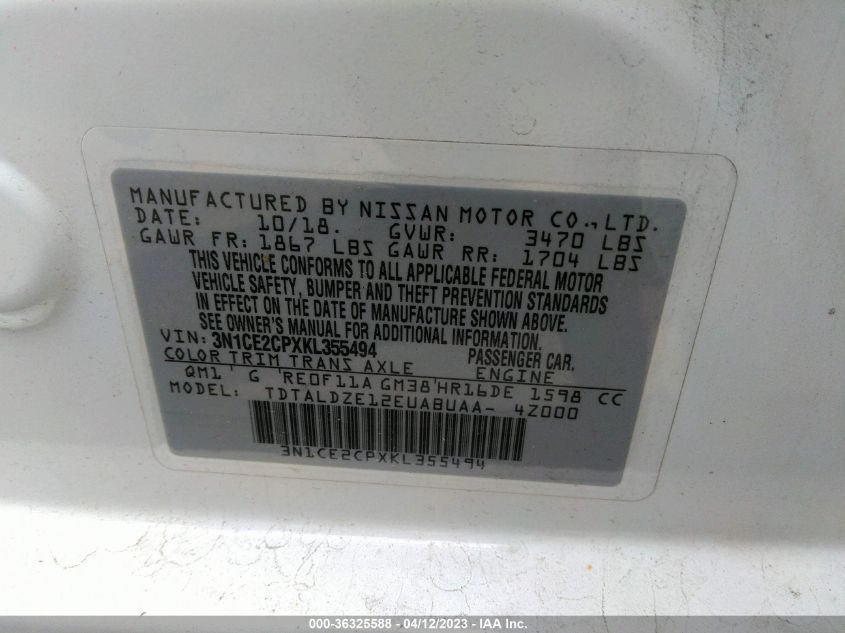 MANUFACTURED BY NISSAN MOTOR CO.,LTD.
DATE: 10/18. GVWR: 3470 LBS
GAWR FR: 1867 LBS GAWR RR: 1704 LBS
THIS VEHICLE CONFORMS TO ALL APPLICABLE FEDERAL MOTOR
VEHICLE SAFETY, BUMPER AND THEFT PREVENTION STANDARDS
IN EFFECT ON THE DATE OF MANUFACTURE SHOWN ABOVE.
SEE OWNER'S MANUAL FOR ADDITIONAL INFORMATION.
VIN: 3N1CE2CPXKL355494 PASSENGER CAR.
COLOR TRIM TRANS AXLE ENGINE
QM1 G RE0F11A GM38 HR16DE 1598 CC
MODEL: TDTALDZE12EUABUAA- 4Z000
3N1CE2CPXKL355494
000-36325588 - 04/12/2023 - IAA Inc.